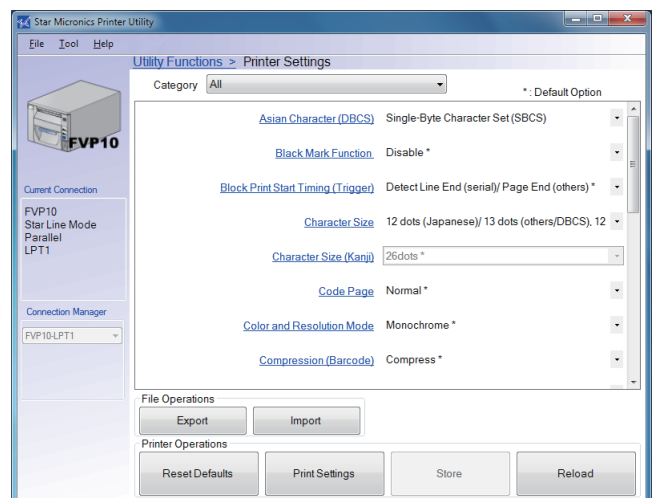 Star Micronics Printer Utility
File Tool Help
Utility Functions > Printer Settings
Category All
* : Default Option
FVP10
Asian Character (DBCS) Single-Byte Character Set (SBCS)
Black Mark Function Disable *
Block Print Start Timing (Trigger) Detect Line End (serial)/ Page End (others) *
Character Size 12 dots (Japanese)/ 13 dots (others/DBCS), 12
Character Size (Kanji) 26dots *
Code Page Normal *
Color and Resolution Mode Monochrome *
Compression (Barcode) Compress *
Current Connection
FVP10
Star Line Mode
Parallel
LPT1
Connection Manager
FVP10-LPT1
File Operations
Export Import
Printer Operations
Reset Defaults Print Settings Store Reload